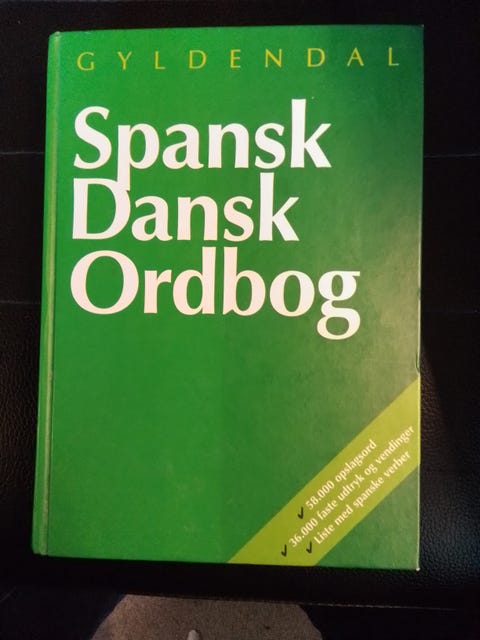 GYLDENDAL
Spansk
Dansk
Ordbog
✓ 58.000 opslagsord
✓ 36.000 faste udtryk og vendinger
✓ Liste med spanske verber